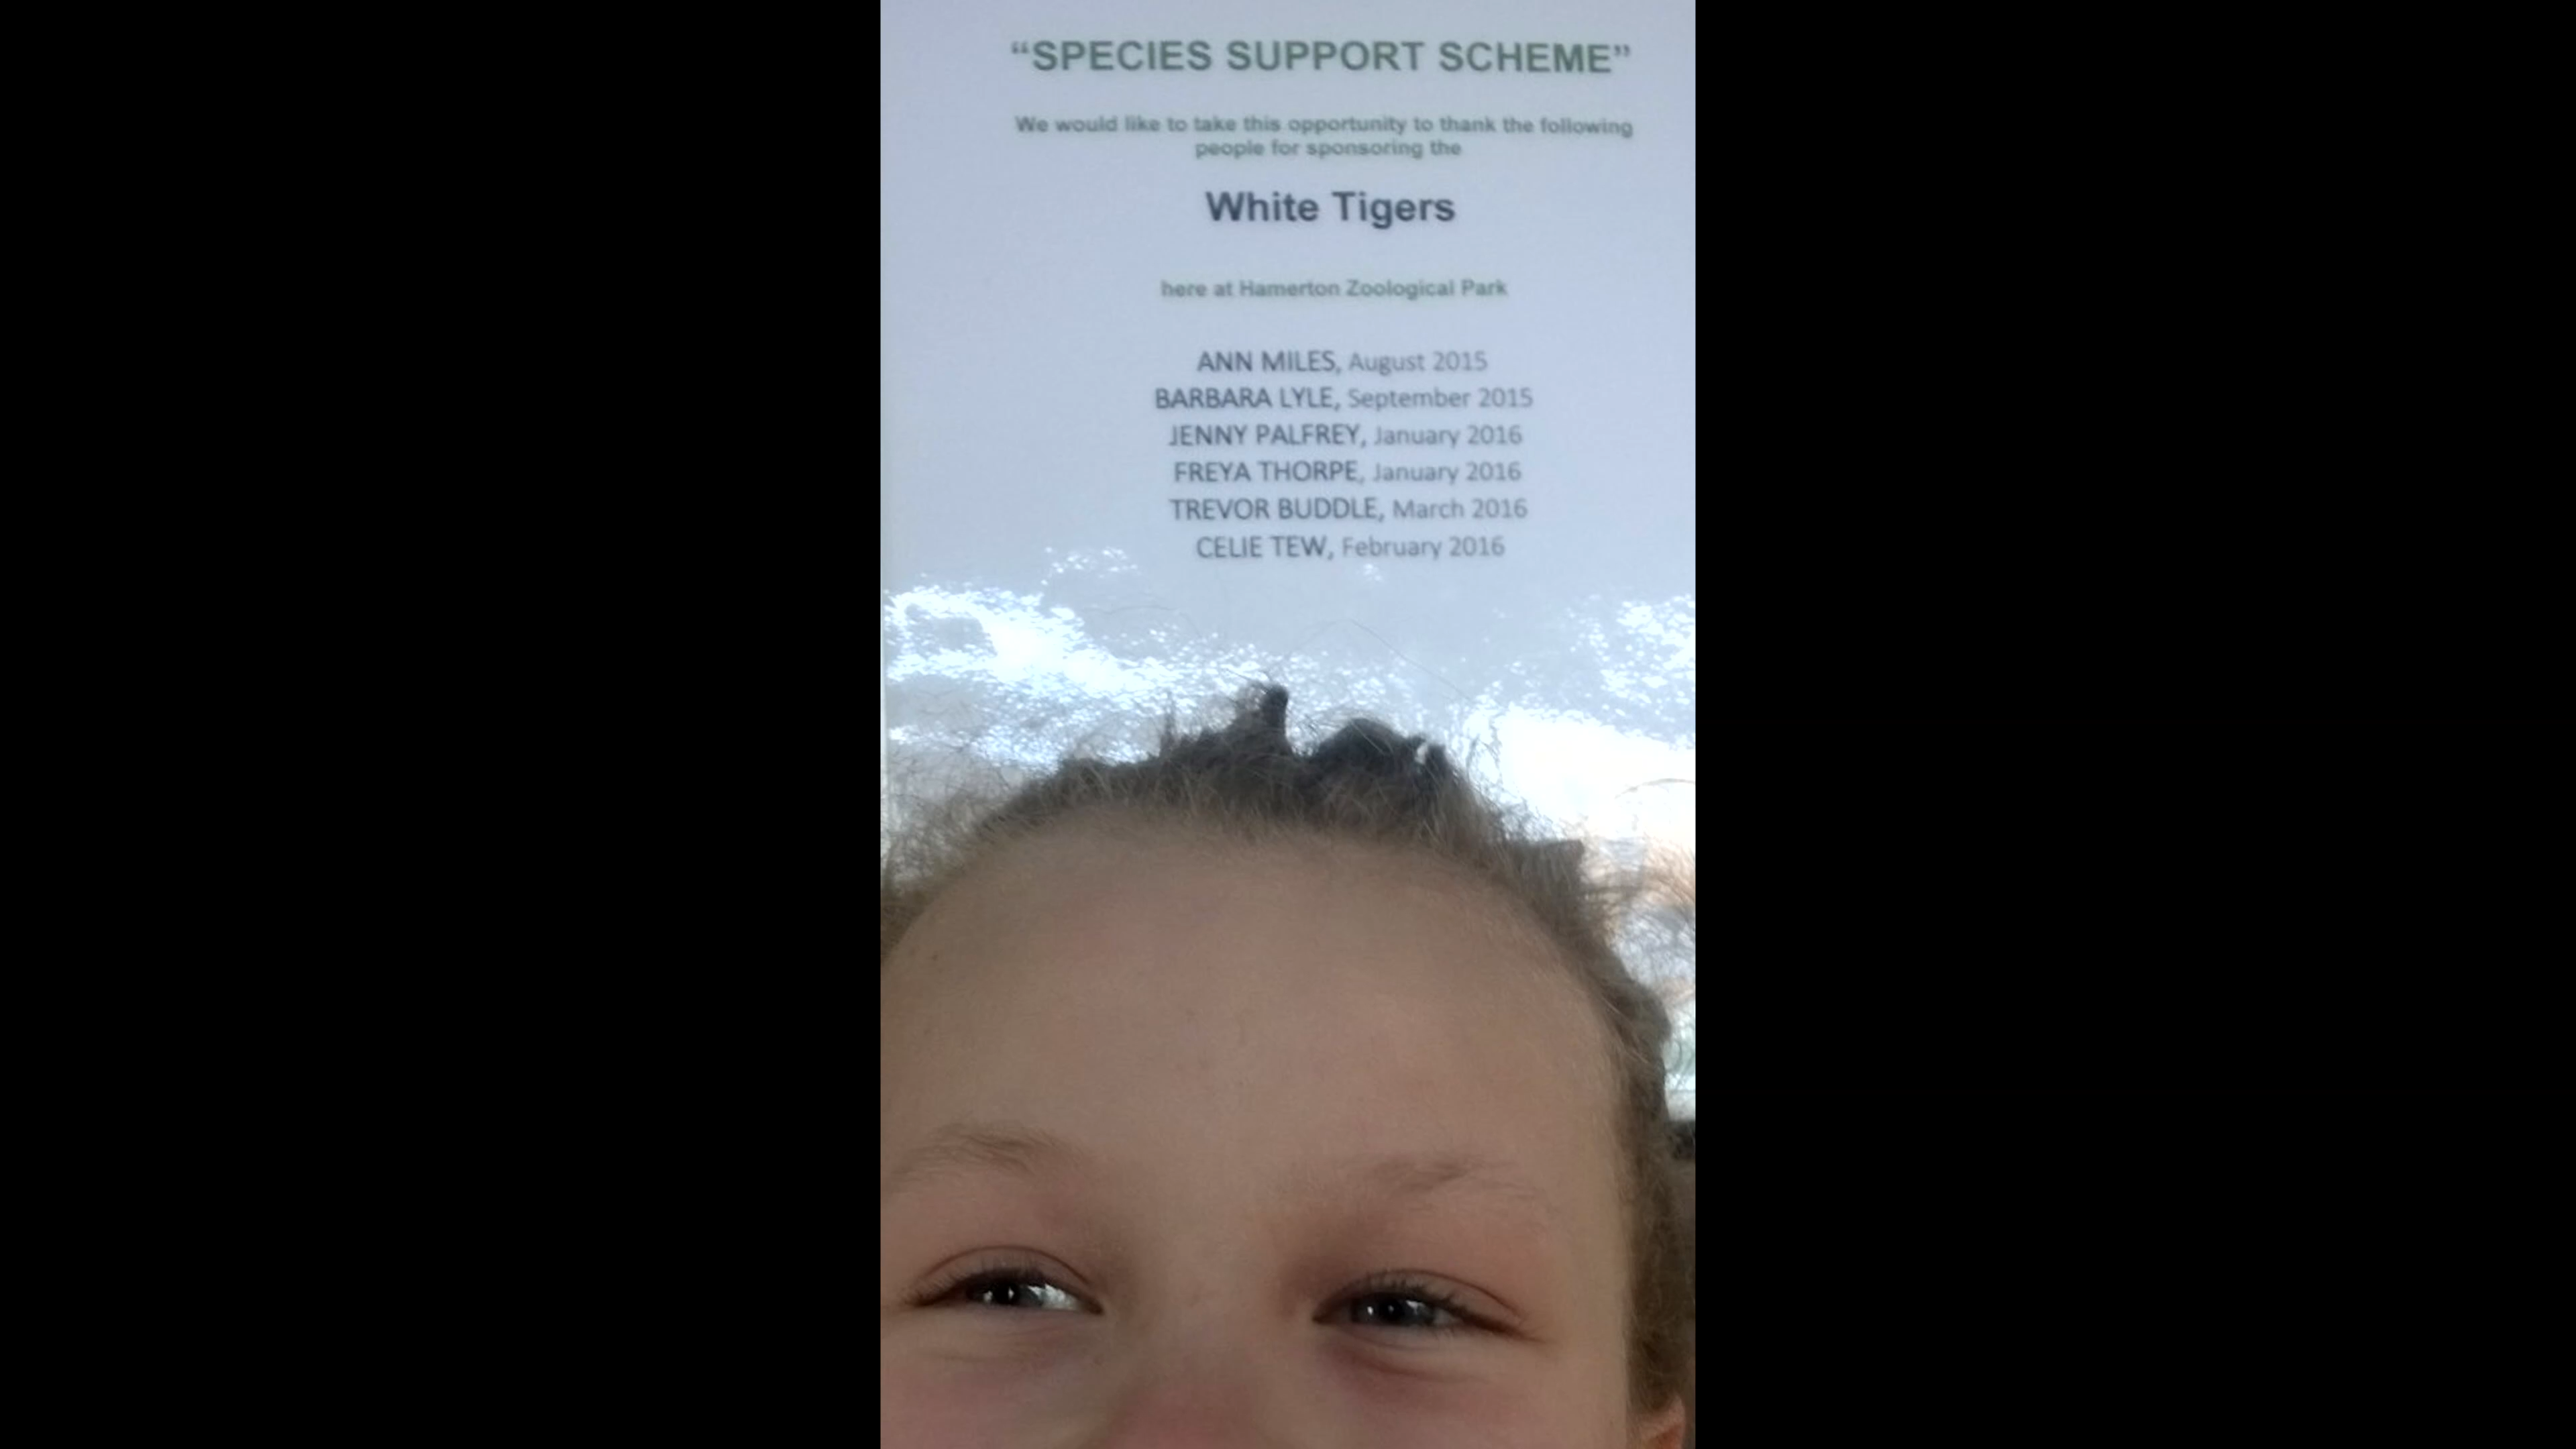 “SPECIES SUPPORT SCHEME”
We would like to take this opportunity to thank the following
people for sponsoring the
White Tigers
here at Hamerton Zoological Park
ANN MILES, August 2015
BARBARA LYLE, September 2015
JENNY PALFREY, January 2016
FREYA THORPE, January 2016
TREVOR BUDDLE, March 2016
CELIE TEW, February 2016